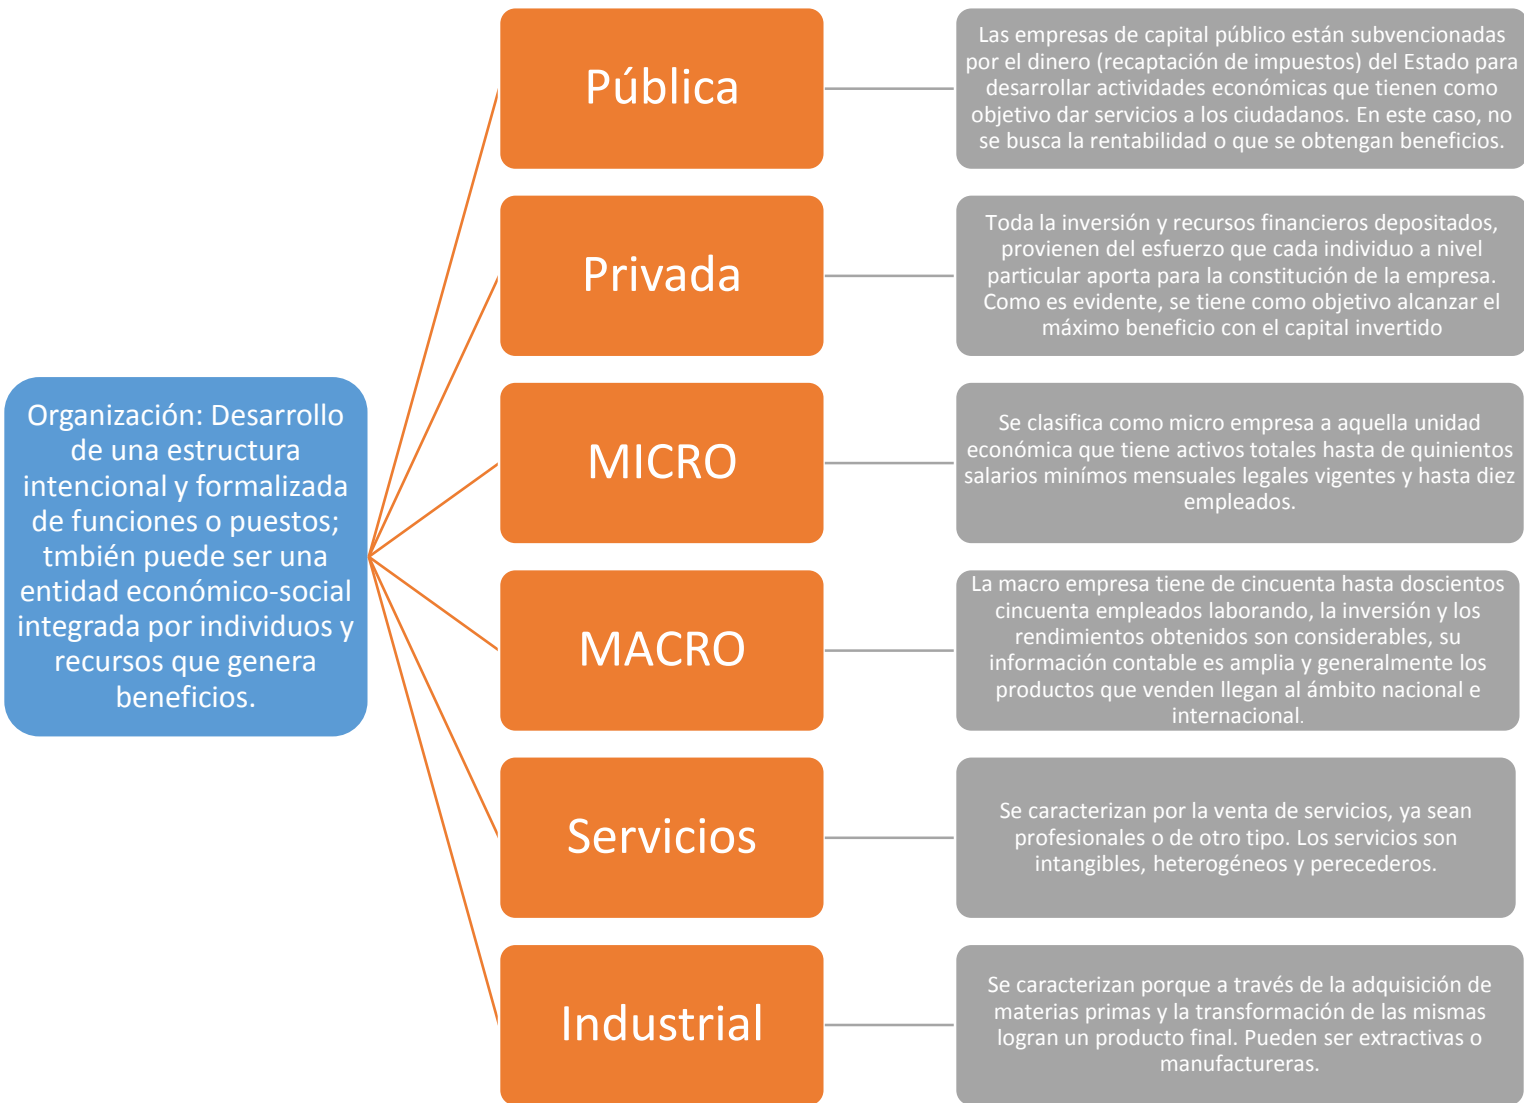 Organización: Desarrollo
de una estructura
intencional y formalizada
de funciones o puestos;
tmbién puede ser una
entidad económico-social
integrada por individuos y
recursos que genera
beneficios.
Pública
Las empresas de capital público están subvencionadas
por el dinero (recaptación de impuestos) del Estado para
desarrollar actividades económicas que tienen como
objetivo dar servicios a los ciudadanos. En este caso, no
se busca la rentabilidad o que se obtengan beneficios.
Privada
Toda la inversión y recursos financieros depositados,
provienen del esfuerzo que cada individuo a nivel
particular aporta para la constitución de la empresa.
Como es evidente, se tiene como objetivo alcanzar el
máximo beneficio con el capital invertido
MICRO
Se clasifica como micro empresa a aquella unidad
económica que tiene activos totales hasta de quinientos
salarios minímos mensuales legales vigentes y hasta diez
empleados.
MACRO
La macro empresa tiene de cincuenta hasta doscientos
cincuenta empleados laborando, la inversión y los
rendimientos obtenidos son considerables, su
información contable es amplia y generalmente los
productos que venden llegan al ámbito nacional e
internacional.
Servicios
Se caracterizan por la venta de servicios, ya sean
profesionales o de otro tipo. Los servicios son
intangibles, heterogéneos y perecederos.
Industrial
Se caracterizan porque a través de la adquisición de
materias primas y la transformación de las mismas
logran un producto final. Pueden ser extractivas o
manufactureras.